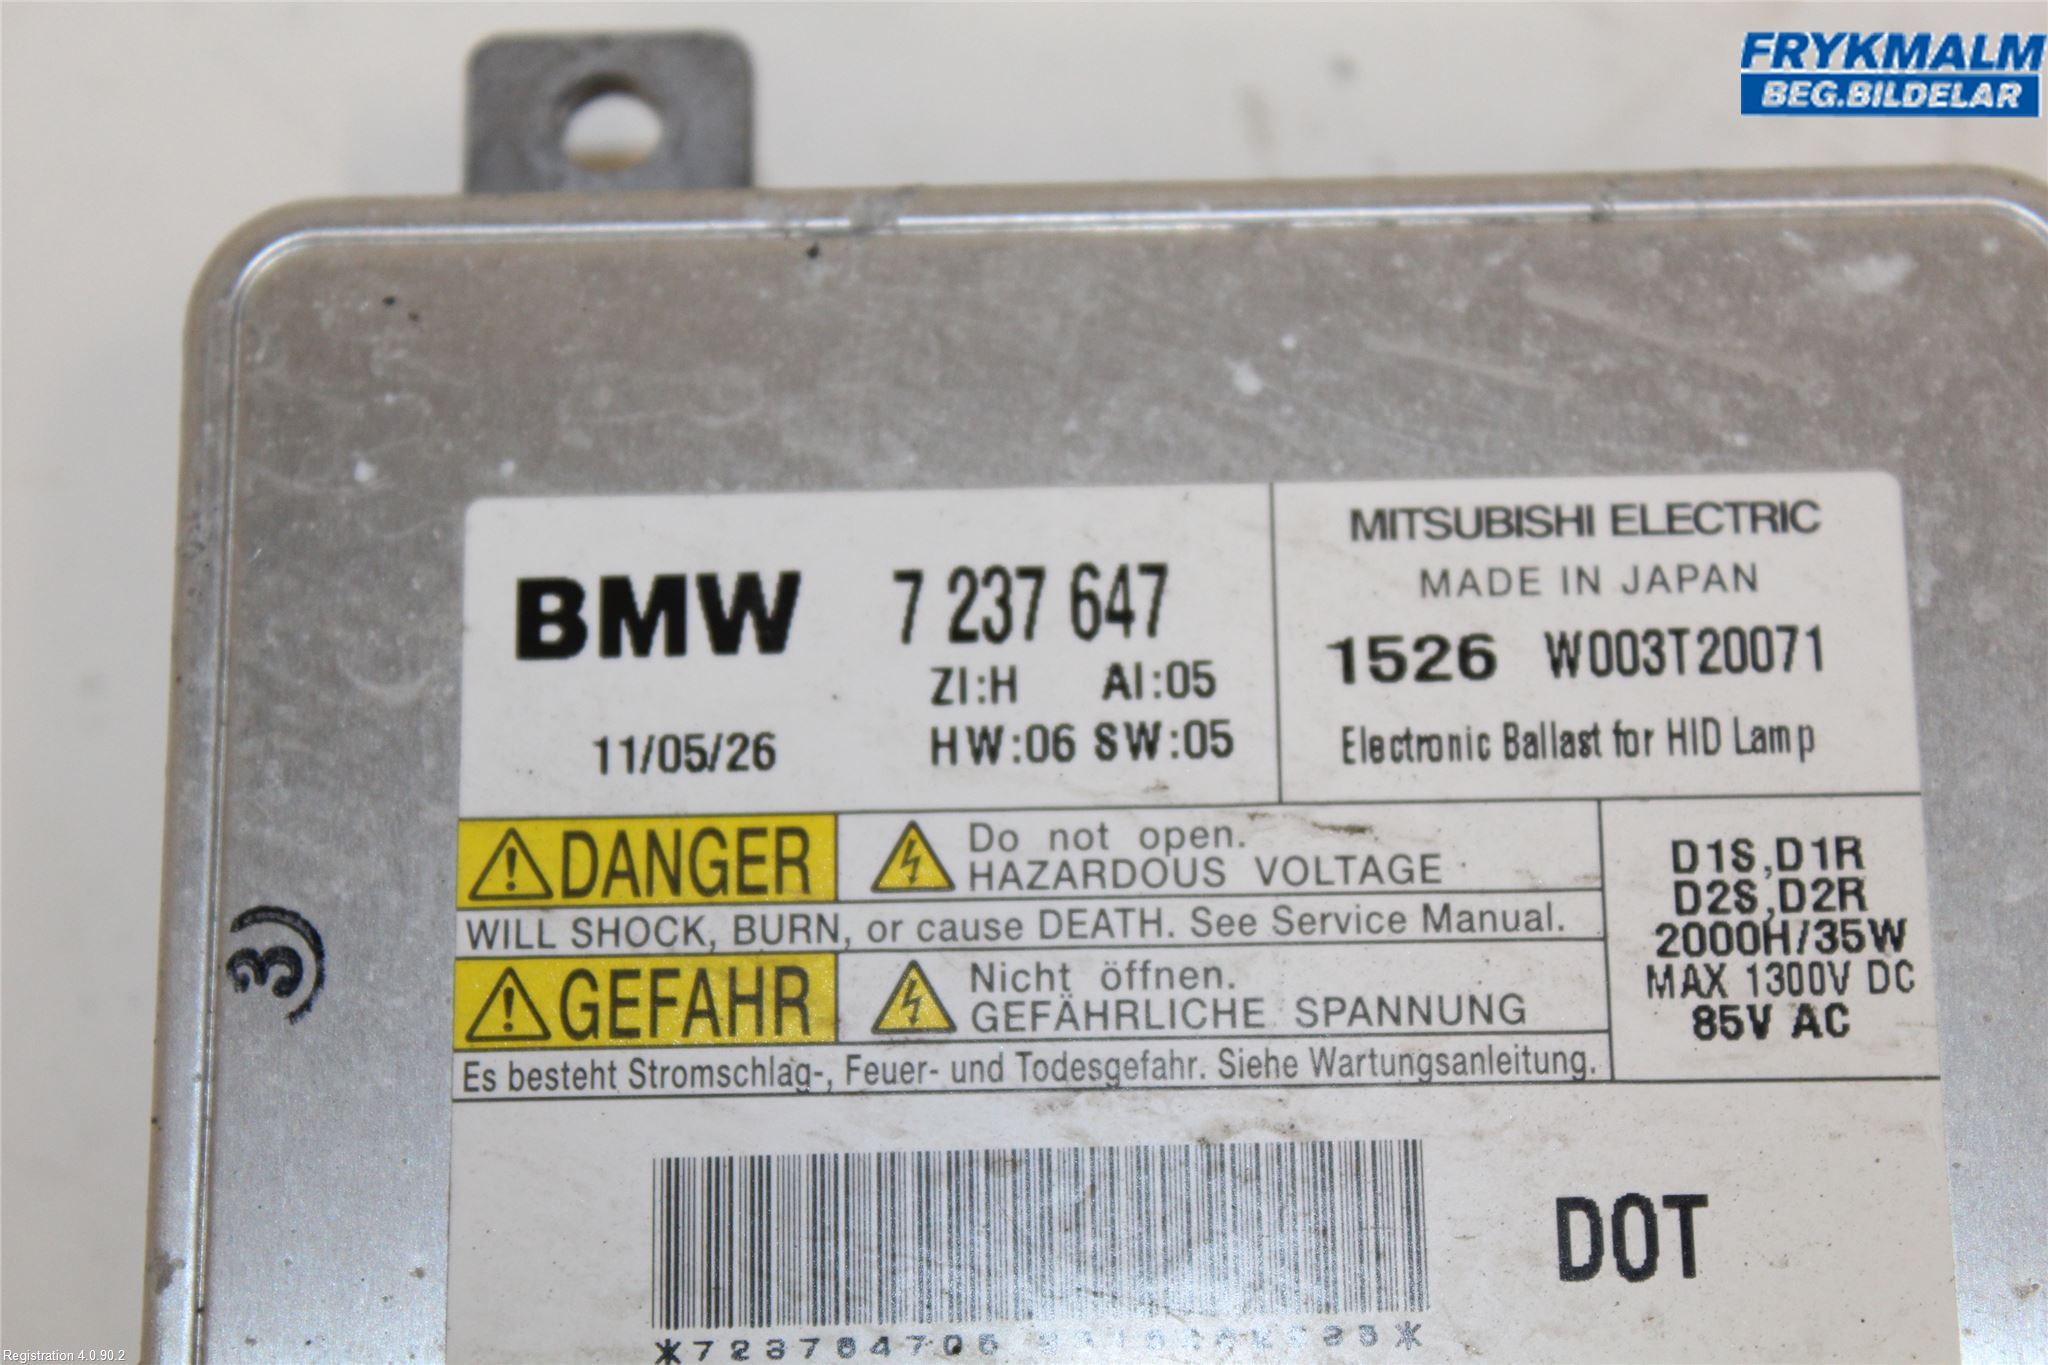 FRYKMALM
BEG.BILDELAR
BMW 7 237 647
ZI:H AI:05
11/05/26 HW:06 SW:05
MITSUBISHI ELECTRIC
MADE IN JAPAN
1526 W003T20071
Electronic Ballast for HID Lamp
DANGER
Do not open.
HAZARDOUS VOLTAGE
WILL SHOCK, BURN, or cause DEATH. See Service Manual.
GEFAHR
Nicht öffnen.
GEFÄHRLICHE SPANNUNG
Es besteht Stromschlag-, Feuer- und Todesgefahr. Siehe Wartungsanleitung.
D1S,D1R
D2S,D2R
2000H/35W
MAX 1300V DC
85V AC
3
DOT
Registration 4.0.90.2